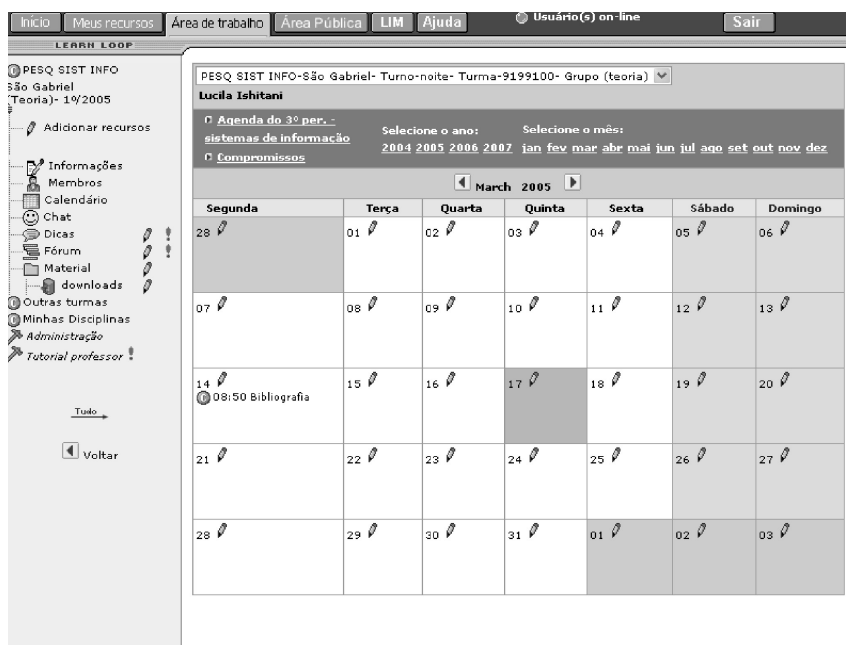 Início Meus recursos Área de trabalho Área Pública LIM Ajuda Usuário(s) on-line Sair
LEARN LOOP
PESQ SIST INFO
São Gabriel
(Teoria)- 1º/2005
Adicionar recursos
Informações
Membros
Calendário
Chat
Dicas
Fórum
Material
downloads
Outras turmas
Minhas Disciplinas
Administração
Tutorial professor
Tudo
Voltar
PESQ SIST INFO-São Gabriel- Turno-noite- Turma-9199100- Grupo (teoria)
Lucila Ishitani
Agenda do 3º per. -
sistemas de informação
Compromissos
Selecione o ano:
2004 2005 2006 2007
Selecione o mês:
jan fev mar abr mai jun jul ago set out nov dez
March 2005
Segunda Terça Quarta Quinta Sexta Sábado Domingo
28 01 02 03 04 05 06
07 08 09 10 11 12 13
14 15 16 17 18 19 20
08:50 Bibliografia
21 22 23 24 25 26 27
28 29 30 31 01 02 03